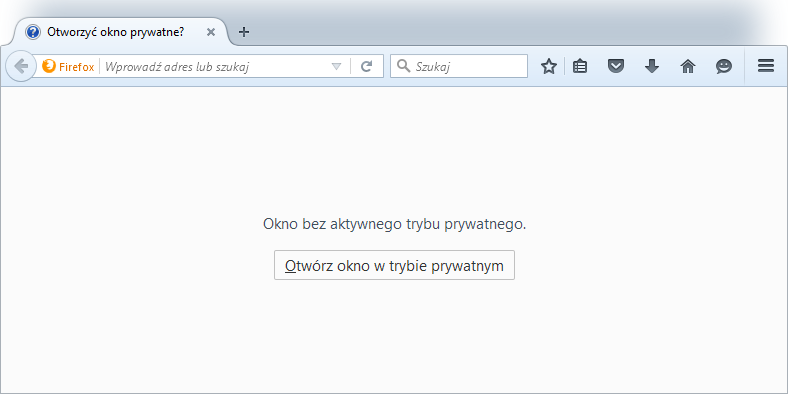 Otworzyć okno prywatne?
Firefox Wprowadź adres lub szukaj Szukaj
Okno bez aktywnego trybu prywatnego.
Otwórz okno w trybie prywatnym